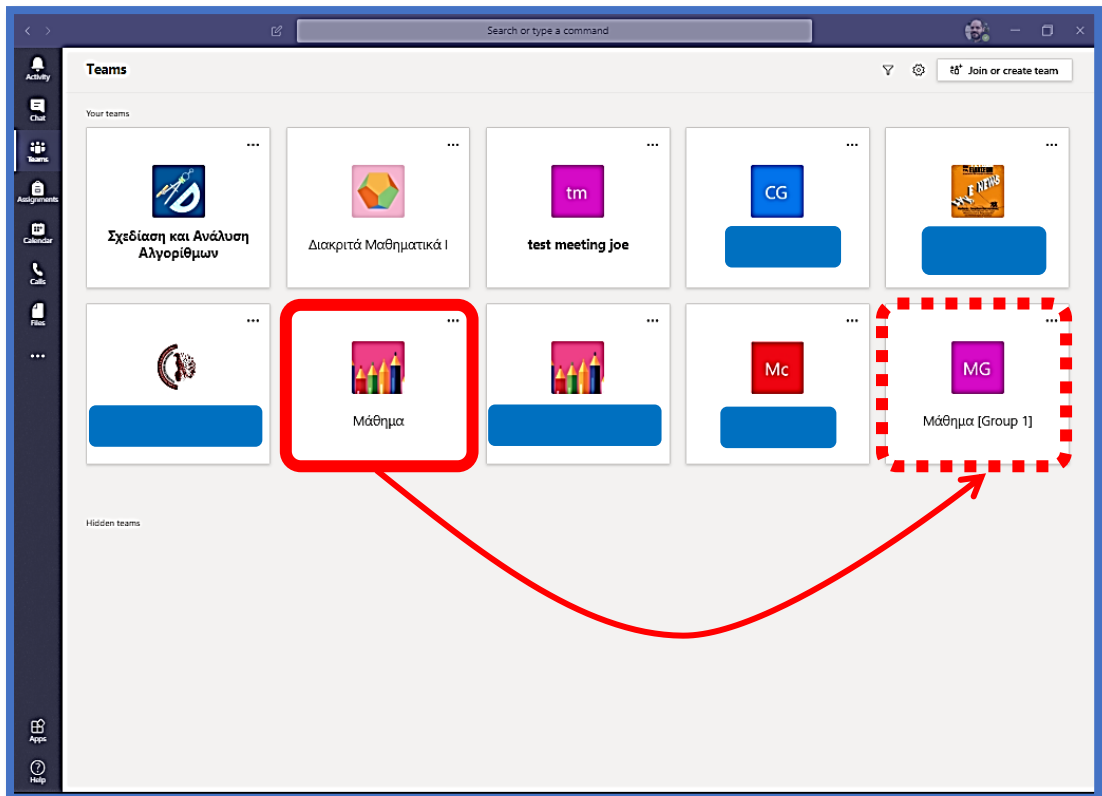 Search or type a command
Activity
Chat
Teams
Assignments
Calendar
Calls
Files
Apps
Help
Teams
Join or create team
Your teams
Σχεδίαση και Ανάλυση
Αλγορίθμων
Διακριτά Μαθηματικά Ι
tm
test meeting joe
CG
NEWS
Μάθημα
Mc
MG
Μάθημα [Group 1]
Hidden teams